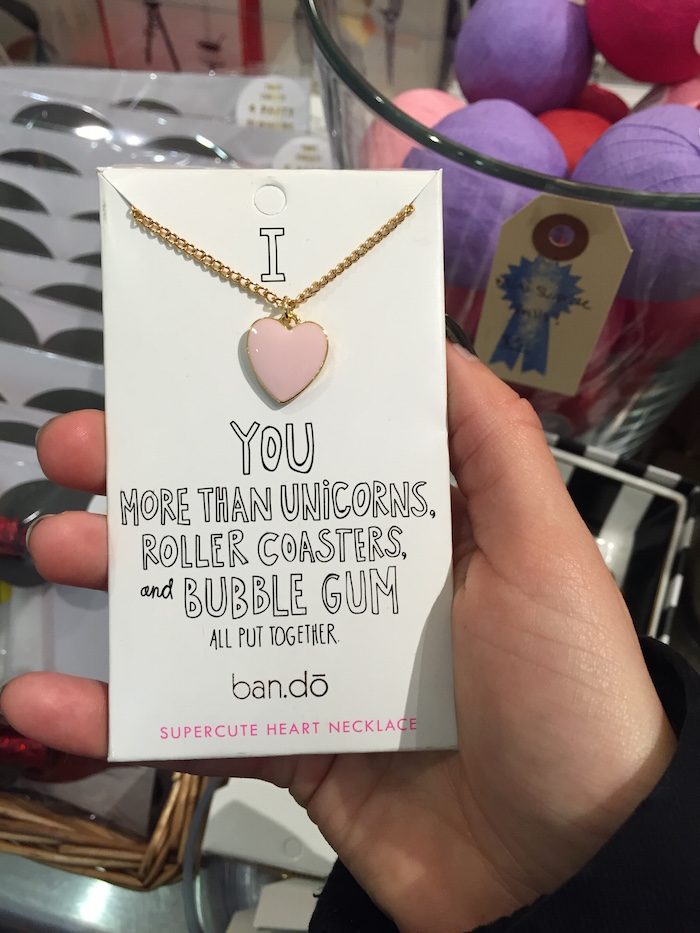 I
YOU
MORE THAN UNiCORNS,
ROLLER COASTERS,
and BUBBLE GUM
ALL PUT TOGETHER.
ban.dō
SUPERCUTE HEART NECKLACE